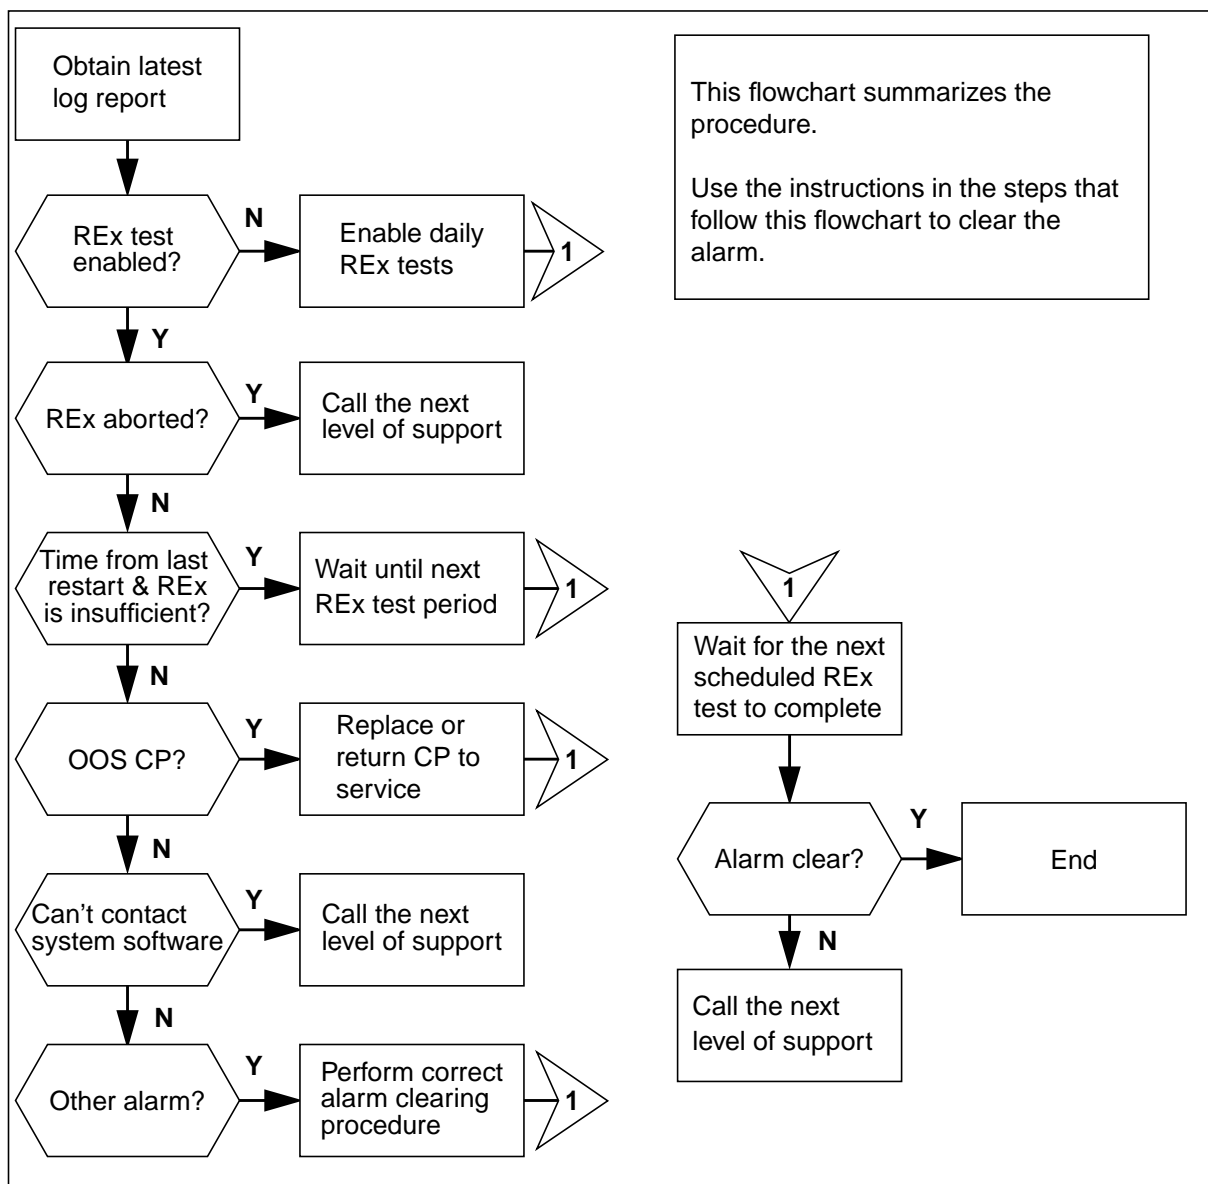 Obtain latest
log report
This flowchart summarizes the
procedure.
Use the instructions in the steps that
follow this flowchart to clear the
alarm.
REx test
enabled?
N
Enable daily
REx tests
1
Y
REx aborted?
Y
Call the next
level of support
N
Time from last
restart & REx
is insufficient?
Y
Wait until next
REx test period
1
N
OOS CP?
Y
Replace or
return CP to
service
1
N
Can't contact
system software
Y
Call the next
level of support
N
Other alarm?
Y
Perform correct
alarm clearing
procedure
1
1
Wait for the next
scheduled REx
test to complete
Alarm clear?
Y
End
N
Call the next
level of support